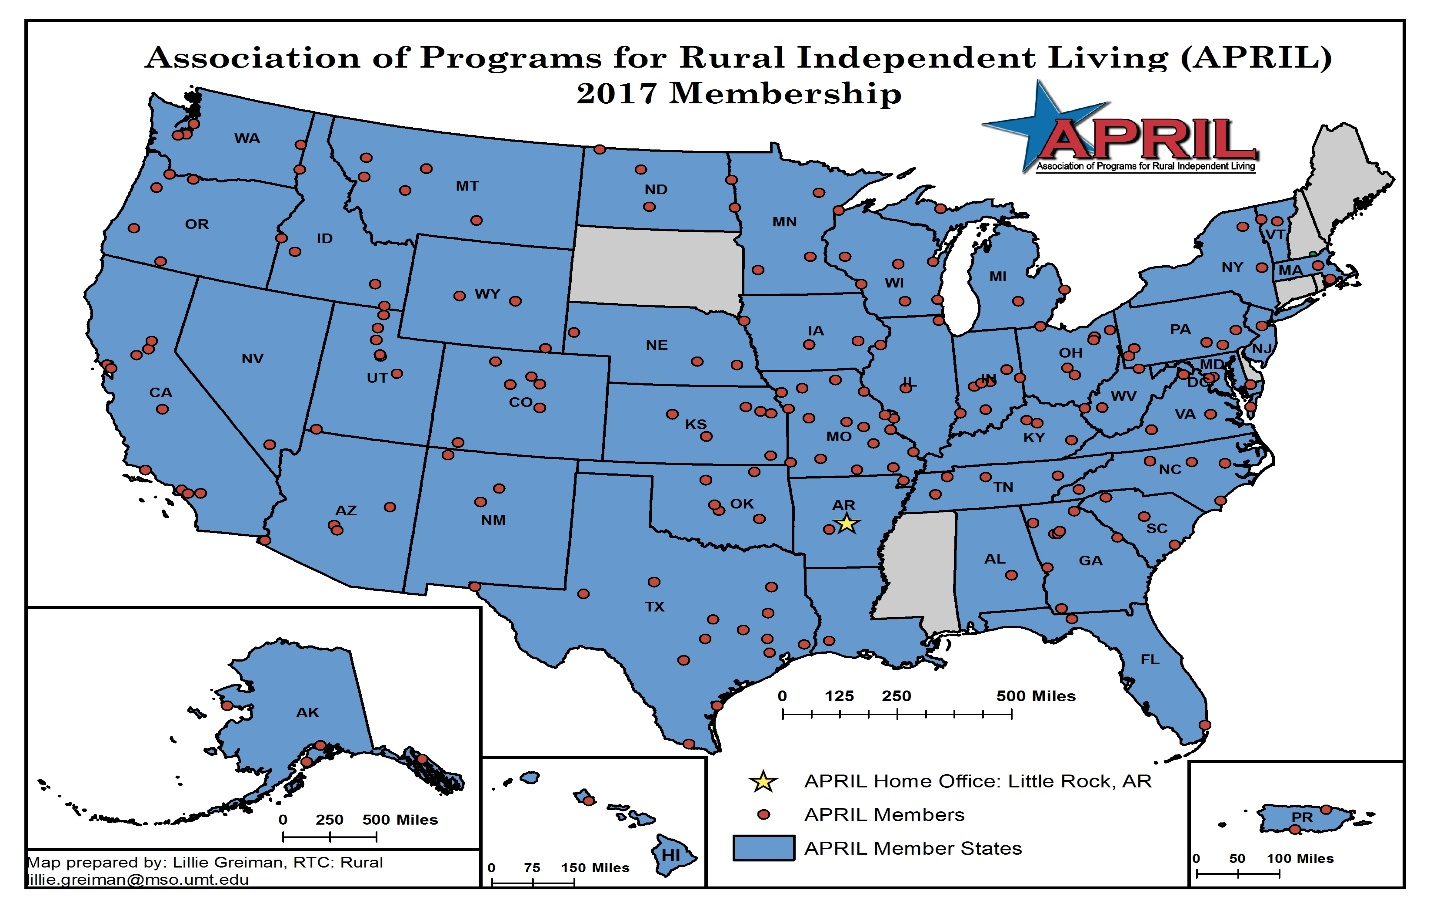 Association of Programs for Rural Independent Living (APRIL)
2017 Membership
APRIL
Association of Programs for Rural Independent Living
WA
MT
ND
MN
OR
ID
WY
WI
MI
NY
VT
MA
NV
UT
CO
NE
IA
IL
IN
OH
PA
NJ
MD
DC
WV
VA
CA
KS
MO
KY
NC
TN
AZ
NM
OK
AR
SC
AL
GA
TX
FL
0 125 250 500 Miles
AK
0 250 500 Miles
Map prepared by: Lillie Greiman, RTC: Rural
lillie.greiman@mso.umt.edu
HI
0 75 150 Miles
APRIL Home Office: Little Rock, AR
APRIL Members
APRIL Member States
PR
0 50 100 Miles